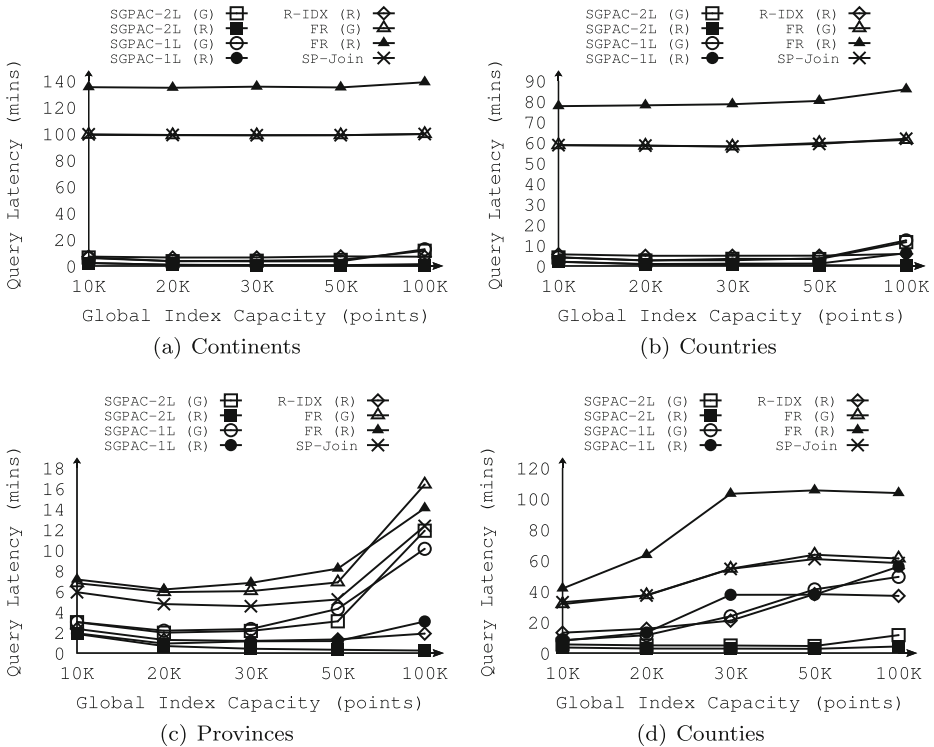 SGPAC-2L (G) R-IDX (R)
SGPAC-2L (R) FR (G)
SGPAC-1L (G) FR (R)
SGPAC-1L (R) SP-Join
Query Latency (mins)
140
120
100
80
60
40
20
0
10K 20K 30K 50K 100K
Global Index Capacity (points)
(a) Continents
SGPAC-2L (G) R-IDX (R)
SGPAC-2L (R) FR (G)
SGPAC-1L (G) FR (R)
SGPAC-1L (R) SP-Join
Query Latency (mins)
90
80
70
60
50
40
30
20
10
0
10K 20K 30K 50K 100K
Global Index Capacity (points)
(b) Countries
SGPAC-2L (G) R-IDX (R)
SGPAC-2L (R) FR (G)
SGPAC-1L (G) FR (R)
SGPAC-1L (R) SP-Join
Query Latency (mins)
18
16
14
12
10
8
6
4
2
0
10K 20K 30K 50K 100K
Global Index Capacity (points)
(c) Provinces
SGPAC-2L (G) R-IDX (R)
SGPAC-2L (R) FR (G)
SGPAC-1L (G) FR (R)
SGPAC-1L (R) SP-Join
Query Latency (mins)
120
100
80
60
40
20
0
10K 20K 30K 50K 100K
Global Index Capacity (points)
(d) Counties